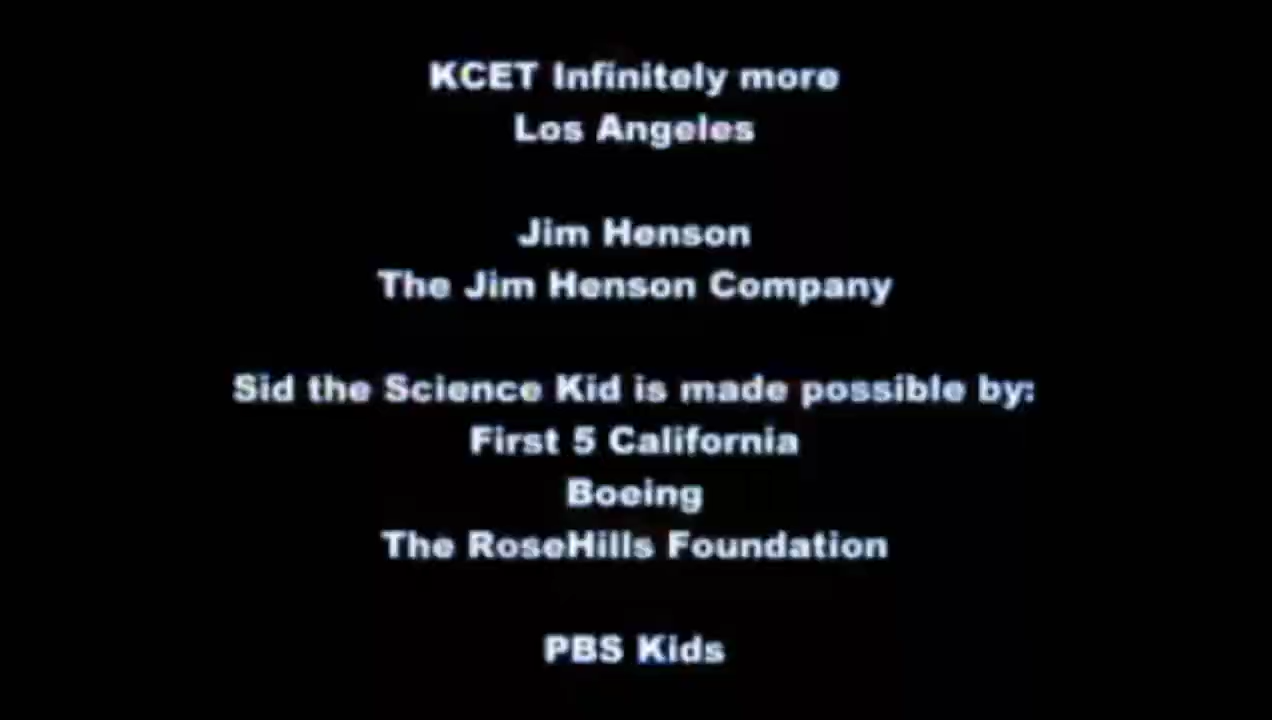 KCET Infinitely more
Los Angeles
Jim Henson
The Jim Henson Company
Sid the Science Kid is made possible by:
First 5 California
Boeing
The RoseHills Foundation
PBS Kids